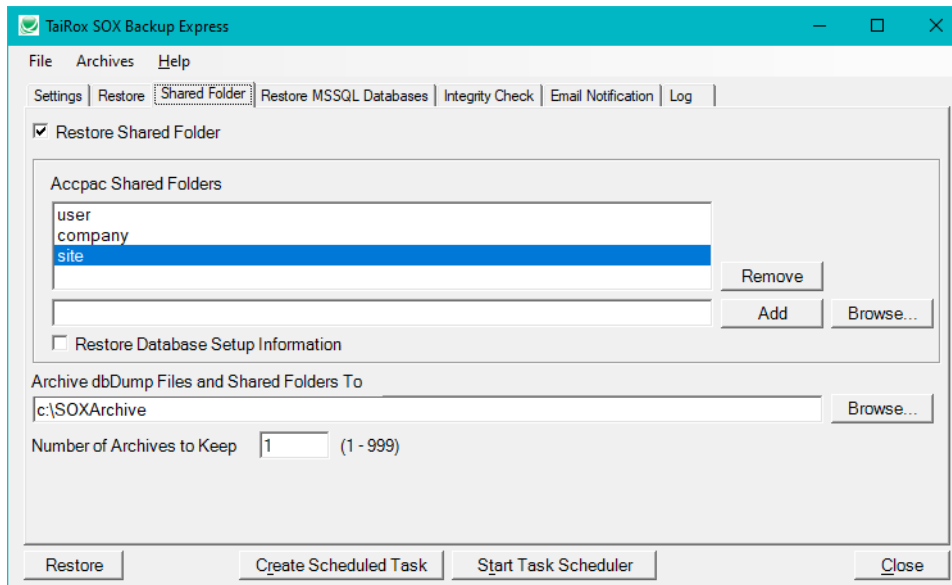 TaiRox SOX Backup Express
File Archives Help
Settings Restore Shared Folder Restore MSSQL Databases Integrity Check Email Notification Log
Restore Shared Folder
Accpac Shared Folders
user
company
site
Remove
Add Browse...
Restore Database Setup Information
Archive dbDump Files and Shared Folders To
c:\SOXArchive Browse...
Number of Archives to Keep 1 (1 - 999)
Restore Create Scheduled Task Start Task Scheduler Close